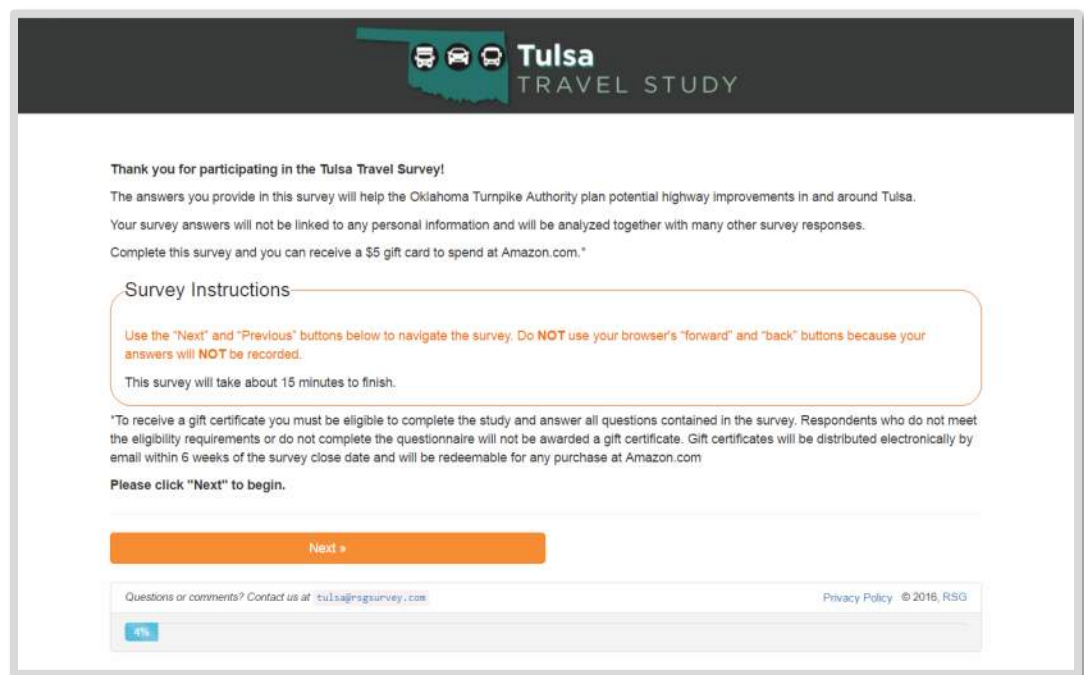 Tulsa
TRAVEL STUDY
Thank you for participating in the Tulsa Travel Survey!
The answers you provide in this survey will help the Oklahoma Turnpike Authority plan potential highway improvements in and around Tulsa.
Your survey answers will not be linked to any personal information and will be analyzed together with many other survey responses.
Complete this survey and you can receive a $5 gift card to spend at Amazon.com.*
Survey Instructions
Use the "Next" and "Previous" buttons below to navigate the survey. Do NOT use your browser's "forward" and "back" buttons because your
answers will NOT be recorded.
This survey will take about 15 minutes to finish.
*To receive a gift certificate you must be eligible to complete the study and answer all questions contained in the survey. Respondents who do not meet
the eligibility requirements or do not complete the questionnaire will not be awarded a gift certificate. Gift certificates will be distributed electronically by
email within 6 weeks of the survey close date and will be redeemable for any purchase at Amazon.com
Please click "Next" to begin.
Next »
Questions or comments? Contact us at tulsa@rsgsurvey.com Privacy Policy © 2016, RSG
4%